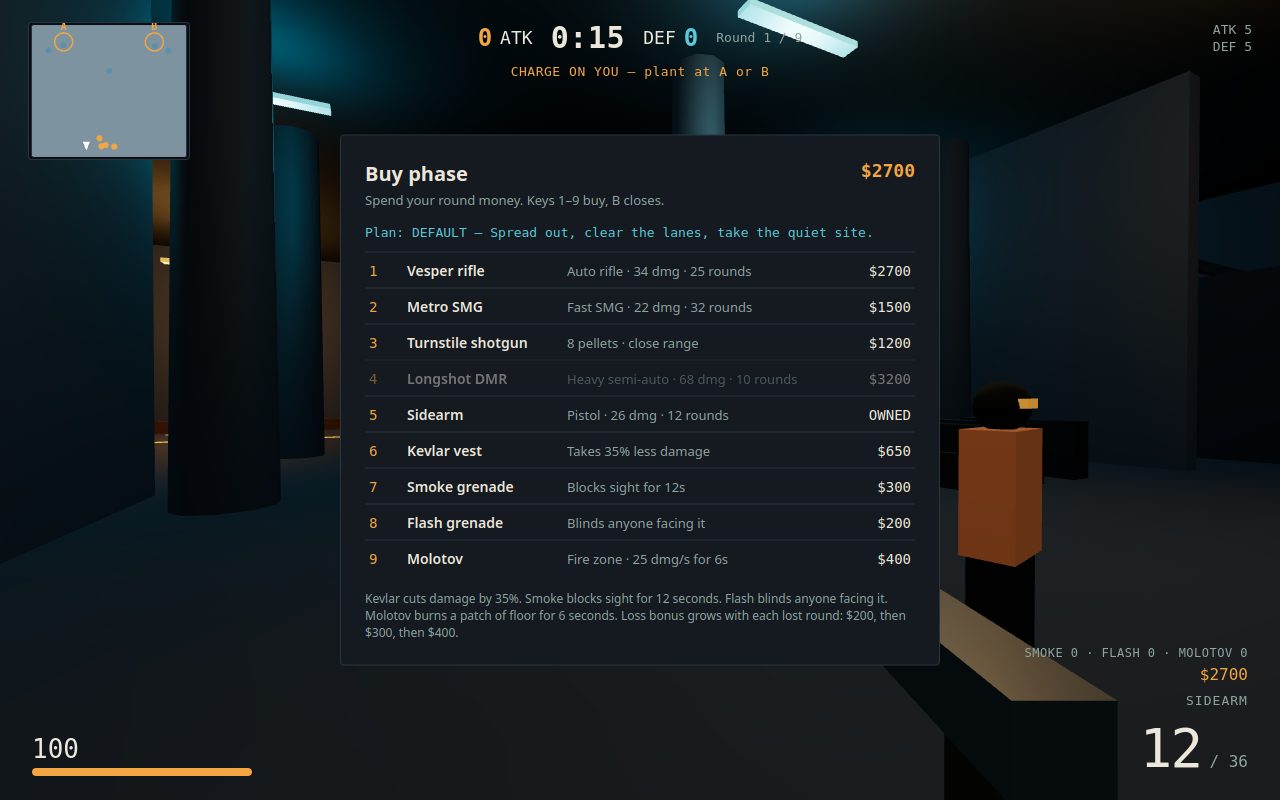 A B
0 ATK 0:15 DEF 0 Round 1 / 9
CHARGE ON YOU — plant at A or B
ATK 5
DEF 5
Buy phase $2700
Spend your round money. Keys 1–9 buy, B closes.
Plan: DEFAULT — Spread out, clear the lanes, take the quiet site.
1 Vesper rifle Auto rifle · 34 dmg · 25 rounds $2700
2 Metro SMG Fast SMG · 22 dmg · 32 rounds $1500
3 Turnstile shotgun 8 pellets · close range $1200
4 Longshot DMR Heavy semi-auto · 68 dmg · 10 rounds $3200
5 Sidearm Pistol · 26 dmg · 12 rounds OWNED
6 Kevlar vest Takes 35% less damage $650
7 Smoke grenade Blocks sight for 12s $300
8 Flash grenade Blinds anyone facing it $200
9 Molotov Fire zone · 25 dmg/s for 6s $400
Kevlar cuts damage by 35%. Smoke blocks sight for 12 seconds. Flash blinds anyone facing it.
Molotov burns a patch of floor for 6 seconds. Loss bonus grows with each lost round: $200, then
$300, then $400.
SMOKE 0 · FLASH 0 · MOLOTOV 0
$2700
SIDEARM
12 / 36
100